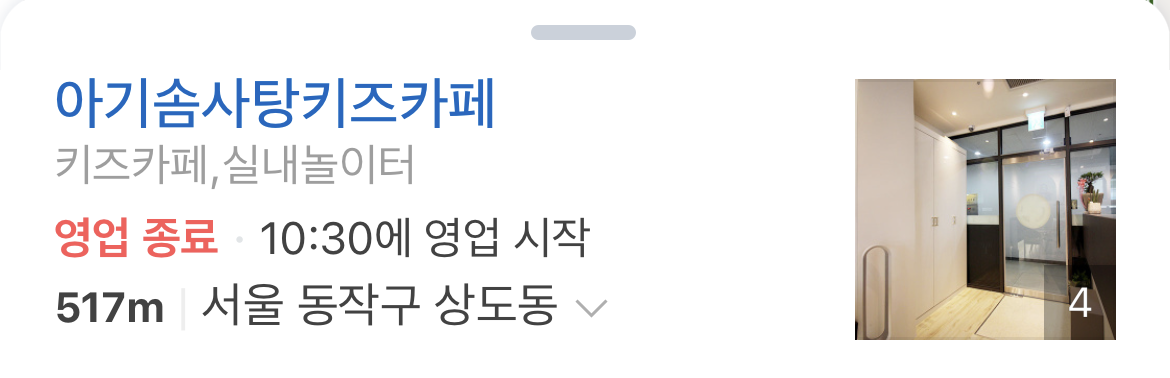 아기솜사탕키즈카페
키즈카페,실내놀이터
영업 종료 · 10:30에 영업 시작
517m 서울 동작구 상도동
4